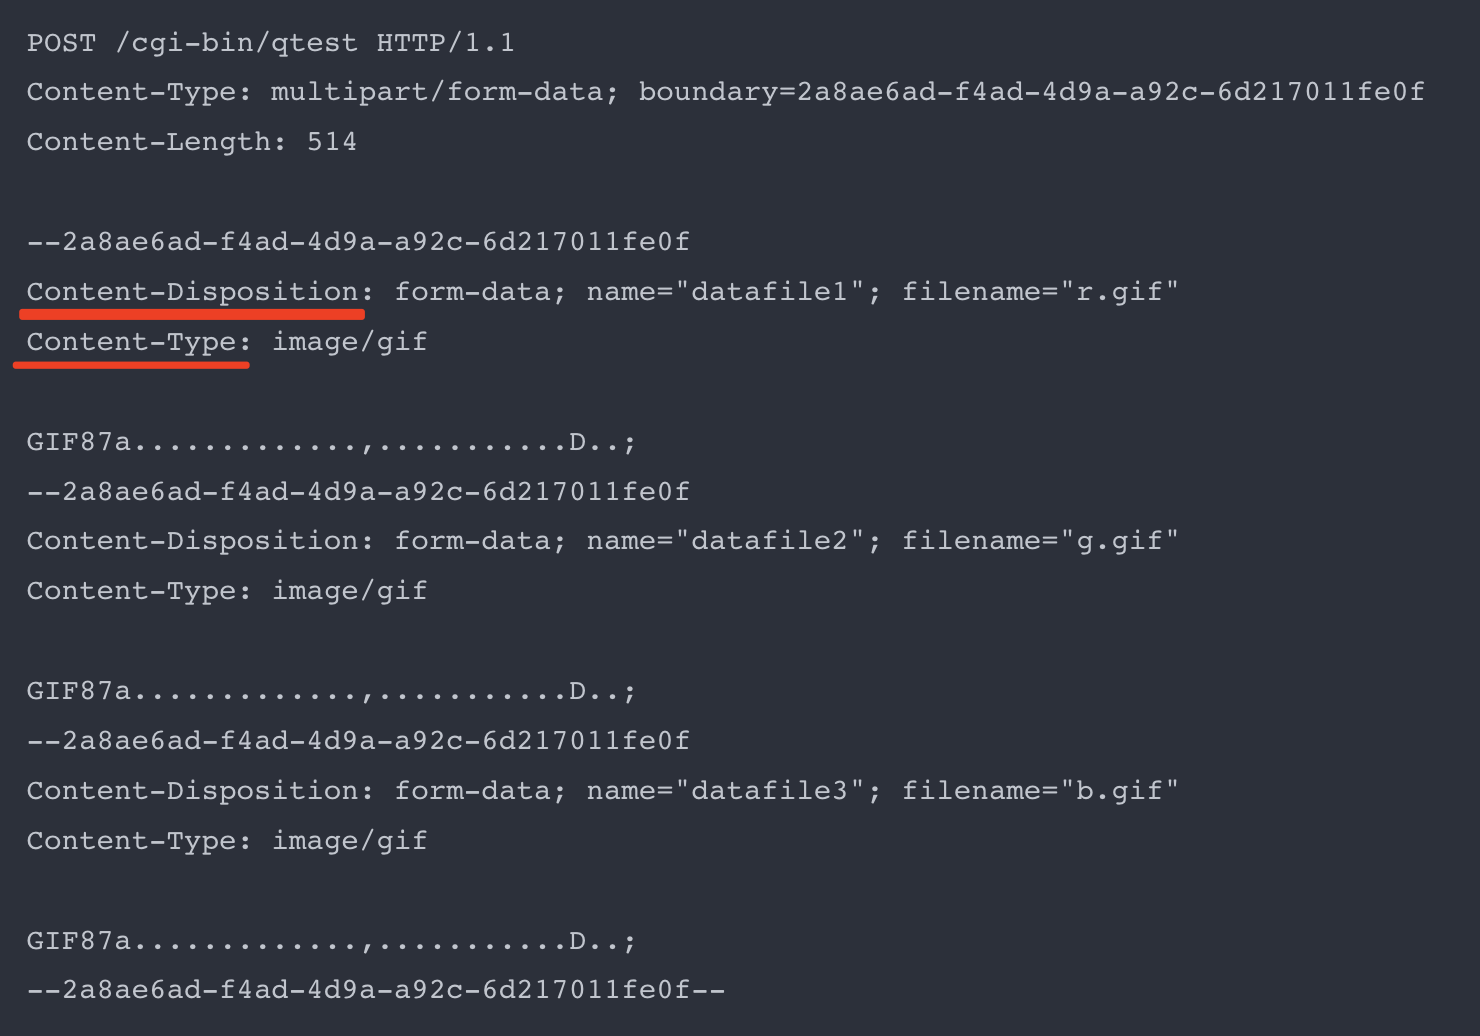 POST /cgi-bin/qtest HTTP/1.1
Content-Type: multipart/form-data; boundary=2a8ae6ad-f4ad-4d9a-a92c-6d217011fe0f
Content-Length: 514
--2a8ae6ad-f4ad-4d9a-a92c-6d217011fe0f
Content-Disposition: form-data; name="datafile1"; filename="r.gif"
Content-Type: image/gif
GIF87a.............,...........D..;
--2a8ae6ad-f4ad-4d9a-a92c-6d217011fe0f
Content-Disposition: form-data; name="datafile2"; filename="g.gif"
Content-Type: image/gif
GIF87a.............,...........D..;
--2a8ae6ad-f4ad-4d9a-a92c-6d217011fe0f
Content-Disposition: form-data; name="datafile3"; filename="b.gif"
Content-Type: image/gif
GIF87a.............,...........D..;
--2a8ae6ad-f4ad-4d9a-a92c-6d217011fe0f--